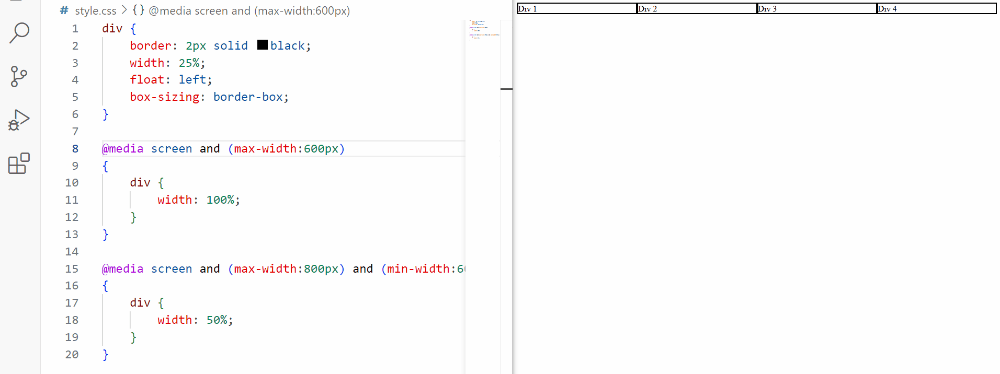 # style.css > {} @media screen and (max-width:600px)
1 div {
2 border: 2px solid black;
3 width: 25%;
4 float: left;
5 box-sizing: border-box;
6 }
7
8 @media screen and (max-width:600px)
9 {
10 div {
11 width: 100%;
12 }
13 }
14
15 @media screen and (max-width:800px) and (min-width:6
16 {
17 div {
18 width: 50%;
19 }
20 }
Div 1 Div 2 Div 3 Div 4